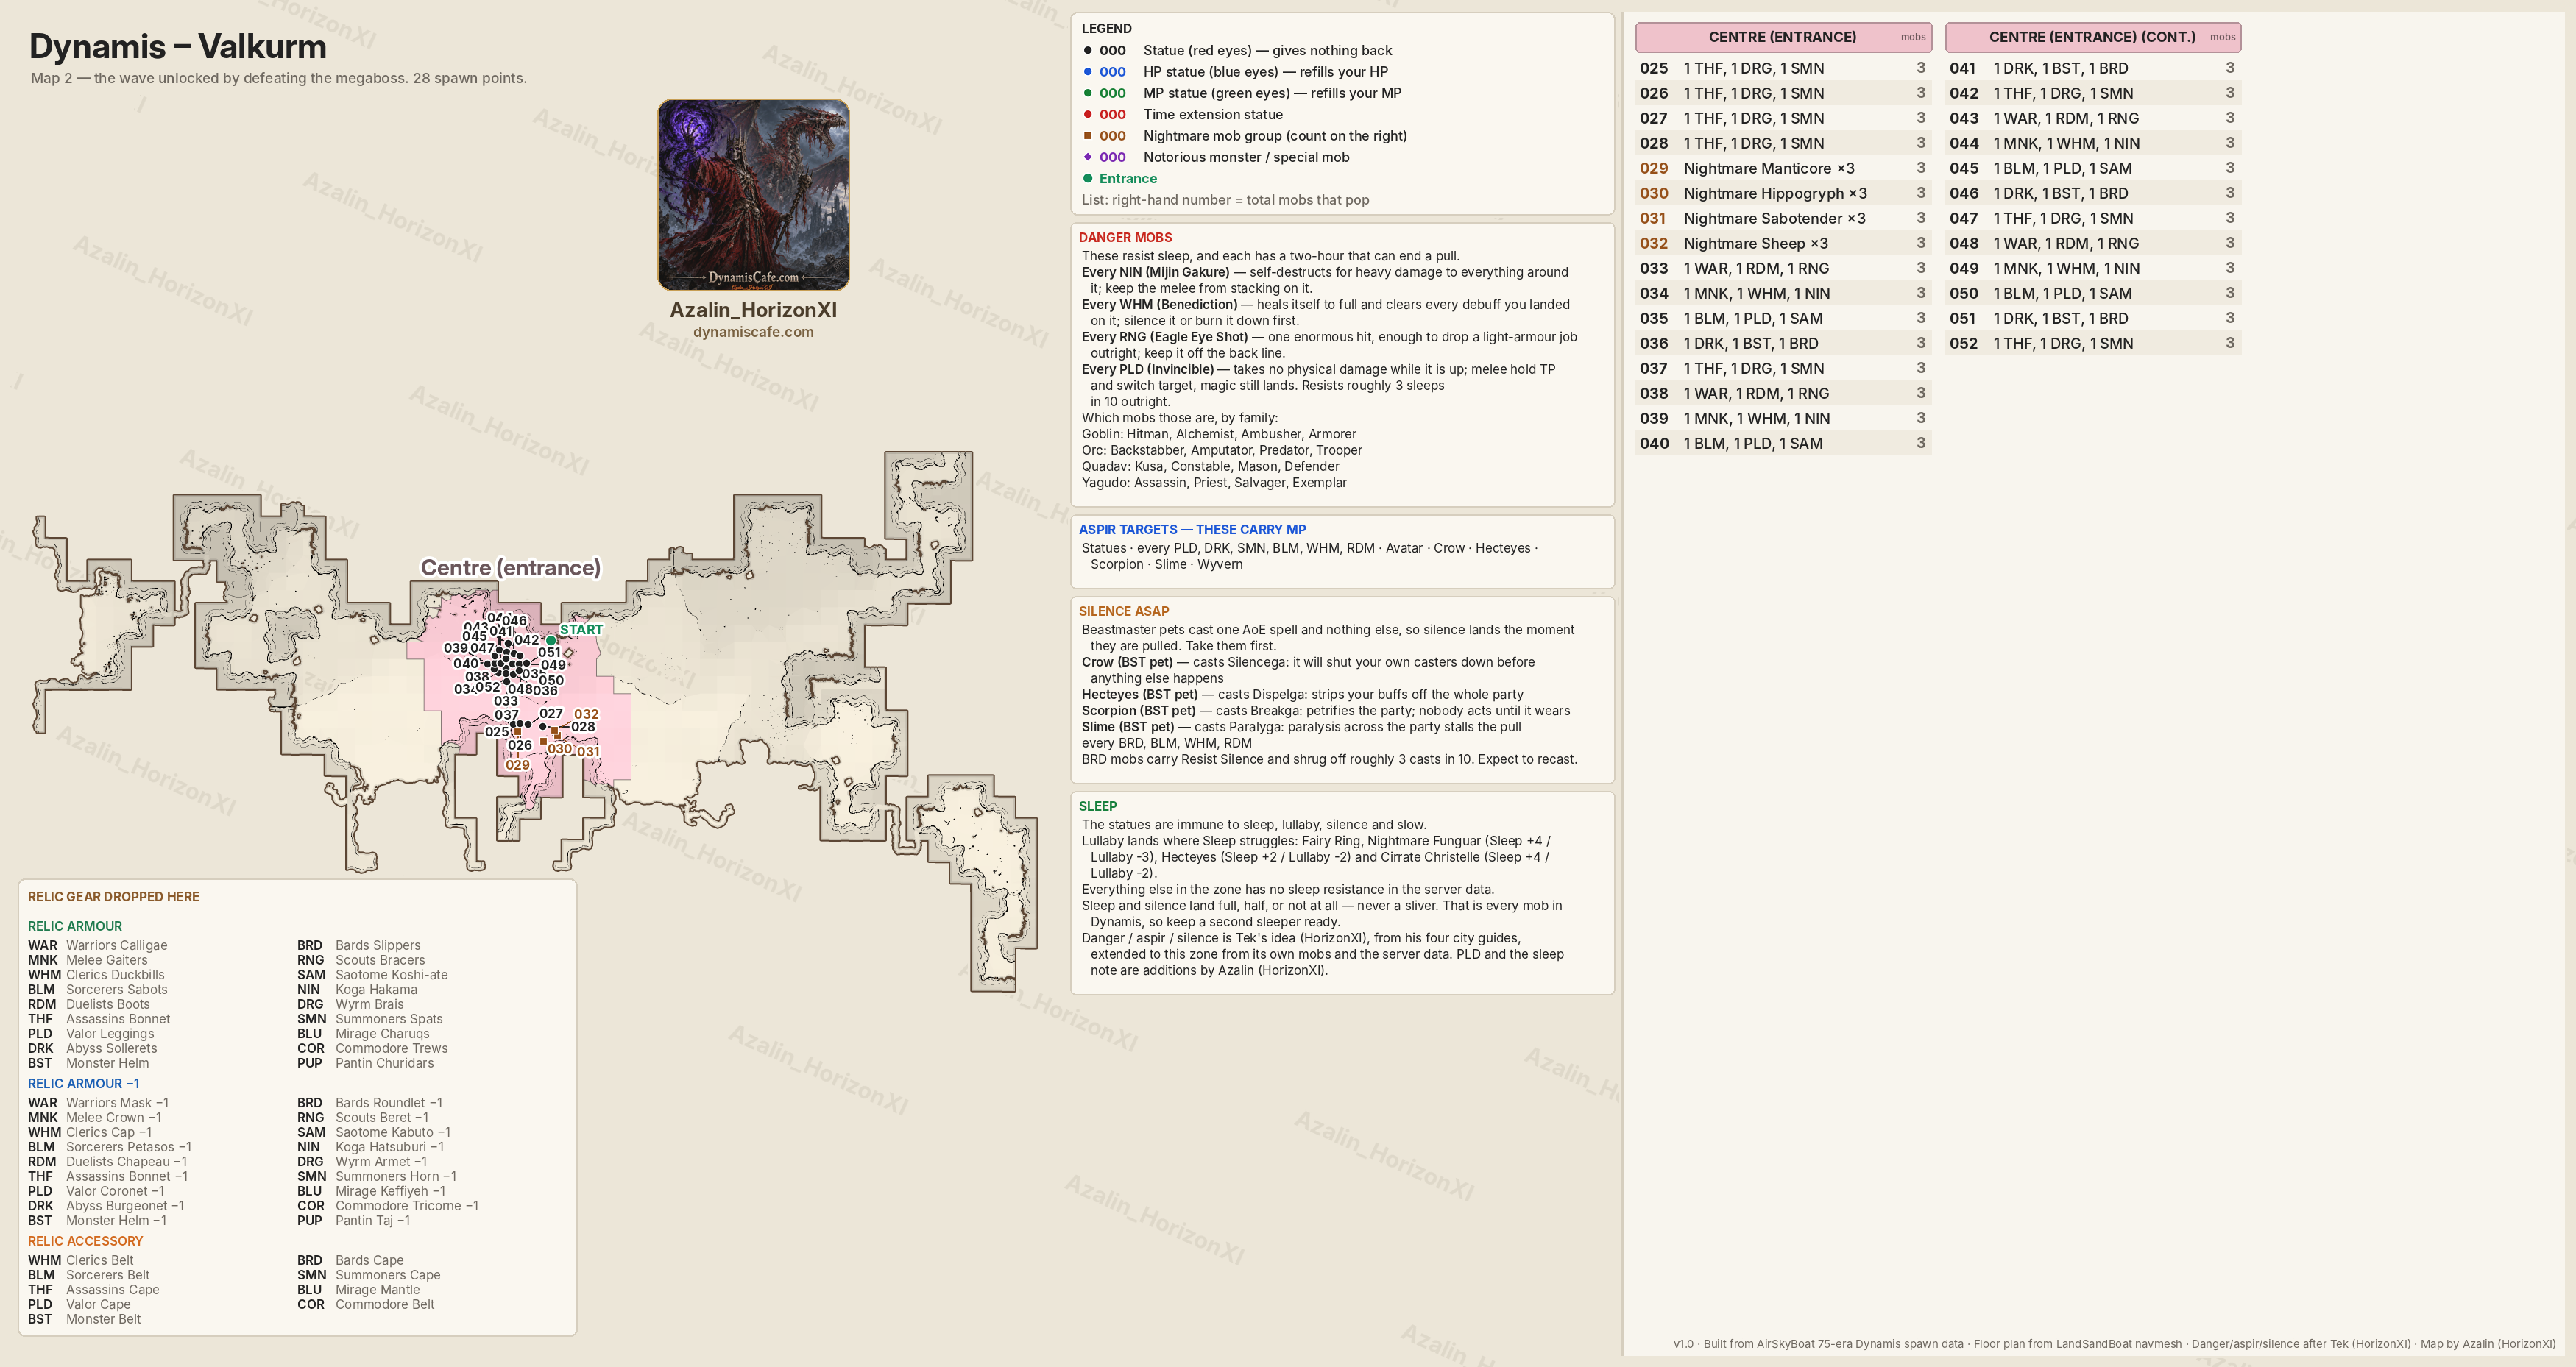 Dynamis – Valkurm
Map 2 — the wave unlocked by defeating the megaboss. 28 spawn points.
DynamisCafe.com
Azalin_HorizonXI
dynamiscafe.com
Centre (entrance)
START
046
043
041
045
042
039
047
051
040
049
038
050
052
048
036
033
037
027
032
028
025
026
030
031
029
RELIC GEAR DROPPED HERE
RELIC ARMOUR
WAR Warriors Calligae
MNK Melee Gaiters
WHM Clerics Duckbills
BLM Sorcerers Sabots
RDM Duelists Boots
THF Assassins Bonnet
PLD Valor Leggings
DRK Abyss Sollerets
BST Monster Helm
BRD Bards Slippers
RNG Scouts Bracers
SAM Saotome Koshi-ate
NIN Koga Hakama
DRG Wyrm Brais
SMN Summoners Spats
BLU Mirage Charuqs
COR Commodore Trews
PUP Pantin Churidars
RELIC ARMOUR −1
WAR Warriors Mask −1
MNK Melee Crown −1
WHM Clerics Cap −1
BLM Sorcerers Petasos −1
RDM Duelists Chapeau −1
THF Assassins Bonnet −1
PLD Valor Coronet −1
DRK Abyss Burgeonet −1
BST Monster Helm −1
BRD Bards Roundlet −1
RNG Scouts Beret −1
SAM Saotome Kabuto −1
NIN Koga Hatsuburi −1
DRG Wyrm Armet −1
SMN Summoners Horn −1
BLU Mirage Keffiyeh −1
COR Commodore Tricorne −1
PUP Pantin Taj −1
RELIC ACCESSORY
WHM Clerics Belt
BLM Sorcerers Belt
THF Assassins Cape
PLD Valor Cape
BST Monster Belt
BRD Bards Cape
SMN Summoners Cape
BLU Mirage Mantle
COR Commodore Belt
LEGEND
000 Statue (red eyes) — gives nothing back
000 HP statue (blue eyes) — refills your HP
000 MP statue (green eyes) — refills your MP
000 Time extension statue
000 Nightmare mob group (count on the right)
000 Notorious monster / special mob
Entrance
List: right-hand number = total mobs that pop
DANGER MOBS
These resist sleep, and each has a two-hour that can end a pull.
Every NIN (Mijin Gakure) — self-destructs for heavy damage to everything around
it; keep the melee from stacking on it.
Every WHM (Benediction) — heals itself to full and clears every debuff you landed
on it; silence it or burn it down first.
Every RNG (Eagle Eye Shot) — one enormous hit, enough to drop a light-armour job
outright; keep it off the back line.
Every PLD (Invincible) — takes no physical damage while it is up; melee hold TP
and switch target, magic still lands. Resists roughly 3 sleeps
in 10 outright.
Which mobs those are, by family:
Goblin: Hitman, Alchemist, Ambusher, Armorer
Orc: Backstabber, Amputator, Predator, Trooper
Quadav: Kusa, Constable, Mason, Defender
Yagudo: Assassin, Priest, Salvager, Exemplar
ASPIR TARGETS — THESE CARRY MP
Statues · every PLD, DRK, SMN, BLM, WHM, RDM · Avatar · Crow · Hecteyes ·
Scorpion · Slime · Wyvern
SILENCE ASAP
Beastmaster pets cast one AoE spell and nothing else, so silence lands the moment
they are pulled. Take them first.
Crow (BST pet) — casts Silencega: it will shut your own casters down before
anything else happens
Hecteyes (BST pet) — casts Dispelga: strips your buffs off the whole party
Scorpion (BST pet) — casts Breakga: petrifies the party; nobody acts until it wears
Slime (BST pet) — casts Paralyga: paralysis across the party stalls the pull
every BRD, BLM, WHM, RDM
BRD mobs carry Resist Silence and shrug off roughly 3 casts in 10. Expect to recast.
SLEEP
The statues are immune to sleep, lullaby, silence and slow.
Lullaby lands where Sleep struggles: Fairy Ring, Nightmare Funguar (Sleep +4 /
Lullaby -3), Hecteyes (Sleep +2 / Lullaby -2) and Cirrate Christelle (Sleep +4 /
Lullaby -2).
Everything else in the zone has no sleep resistance in the server data.
Sleep and silence land full, half, or not at all — never a sliver. That is every mob in
Dynamis, so keep a second sleeper ready.
Danger / aspir / silence is Tek's idea (HorizonXI), from his four city guides,
extended to this zone from its own mobs and the server data. PLD and the sleep
note are additions by Azalin (HorizonXI).
CENTRE (ENTRANCE) mobs
025 1 THF, 1 DRG, 1 SMN 3
026 1 THF, 1 DRG, 1 SMN 3
027 1 THF, 1 DRG, 1 SMN 3
028 1 THF, 1 DRG, 1 SMN 3
029 Nightmare Manticore ×3 3
030 Nightmare Hippogryph ×3 3
031 Nightmare Sabotender ×3 3
032 Nightmare Sheep ×3 3
033 1 WAR, 1 RDM, 1 RNG 3
034 1 MNK, 1 WHM, 1 NIN 3
035 1 BLM, 1 PLD, 1 SAM 3
036 1 DRK, 1 BST, 1 BRD 3
037 1 THF, 1 DRG, 1 SMN 3
038 1 WAR, 1 RDM, 1 RNG 3
039 1 MNK, 1 WHM, 1 NIN 3
040 1 BLM, 1 PLD, 1 SAM 3
CENTRE (ENTRANCE) (CONT.) mobs
041 1 DRK, 1 BST, 1 BRD 3
042 1 THF, 1 DRG, 1 SMN 3
043 1 WAR, 1 RDM, 1 RNG 3
044 1 MNK, 1 WHM, 1 NIN 3
045 1 BLM, 1 PLD, 1 SAM 3
046 1 DRK, 1 BST, 1 BRD 3
047 1 THF, 1 DRG, 1 SMN 3
048 1 WAR, 1 RDM, 1 RNG 3
049 1 MNK, 1 WHM, 1 NIN 3
050 1 BLM, 1 PLD, 1 SAM 3
051 1 DRK, 1 BST, 1 BRD 3
052 1 THF, 1 DRG, 1 SMN 3
v1.0 · Built from AirSkyBoat 75-era Dynamis spawn data · Floor plan from LandSandBoat navmesh · Danger/aspir/silence after Tek (HorizonXI) · Map by Azalin (HorizonXI)